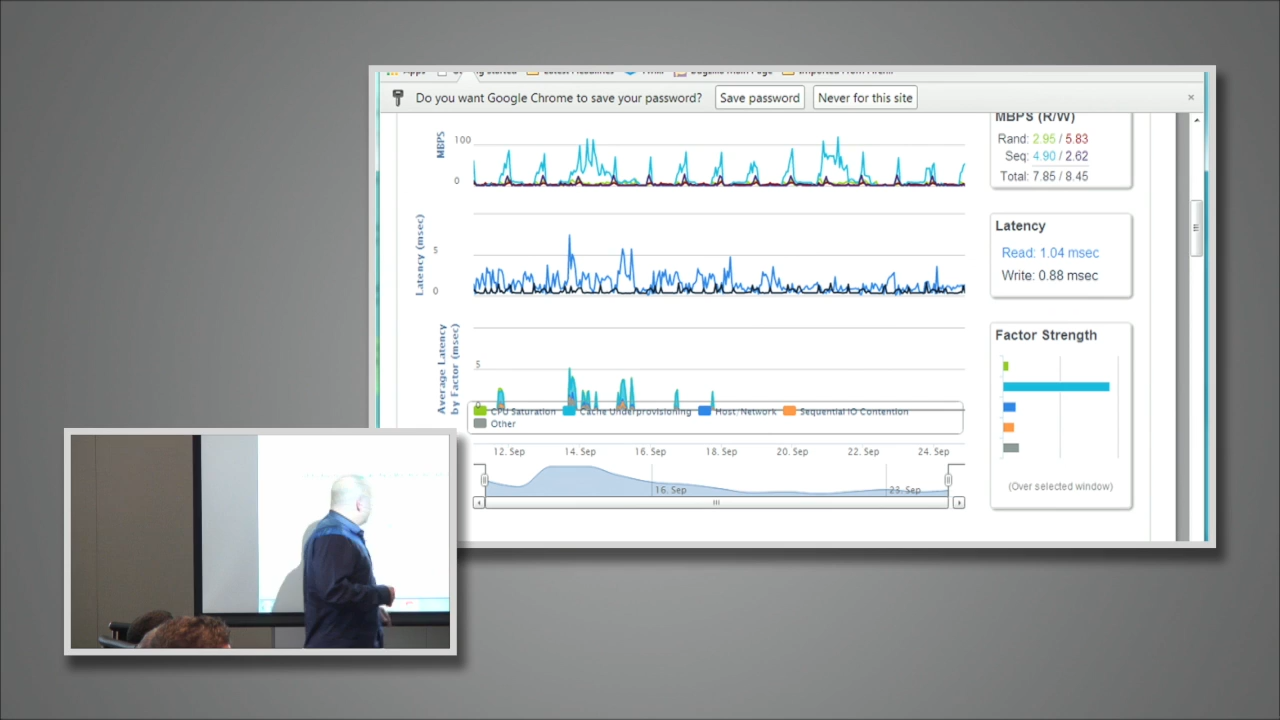 Do you want Google Chrome to save your password? Save password Never for this site ×
MBPS
100
0
MBPS (R/W)
Rand: 2.95 / 5.83
Seq: 4.90 / 2.62
Total: 7.85 / 8.45
Latency (msec)
5
0
Latency
Read: 1.04 msec
Write: 0.88 msec
Average Latency
by Factor (msec)
5
0
CPU Saturation Cache Underprovisioning Host/Network Sequential IO Contention
Other
12. Sep 14. Sep 16. Sep 18. Sep 20. Sep 22. Sep 24. Sep
16. Sep 23. Sep
Factor Strength
(Over selected window)